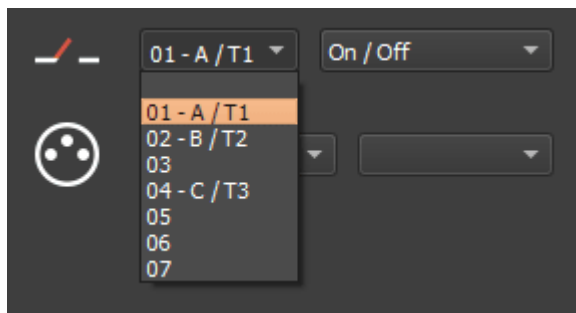 01 - A / T1 On / Off
01 - A / T1
02 - B / T2
03
04 - C / T3
05
06
07